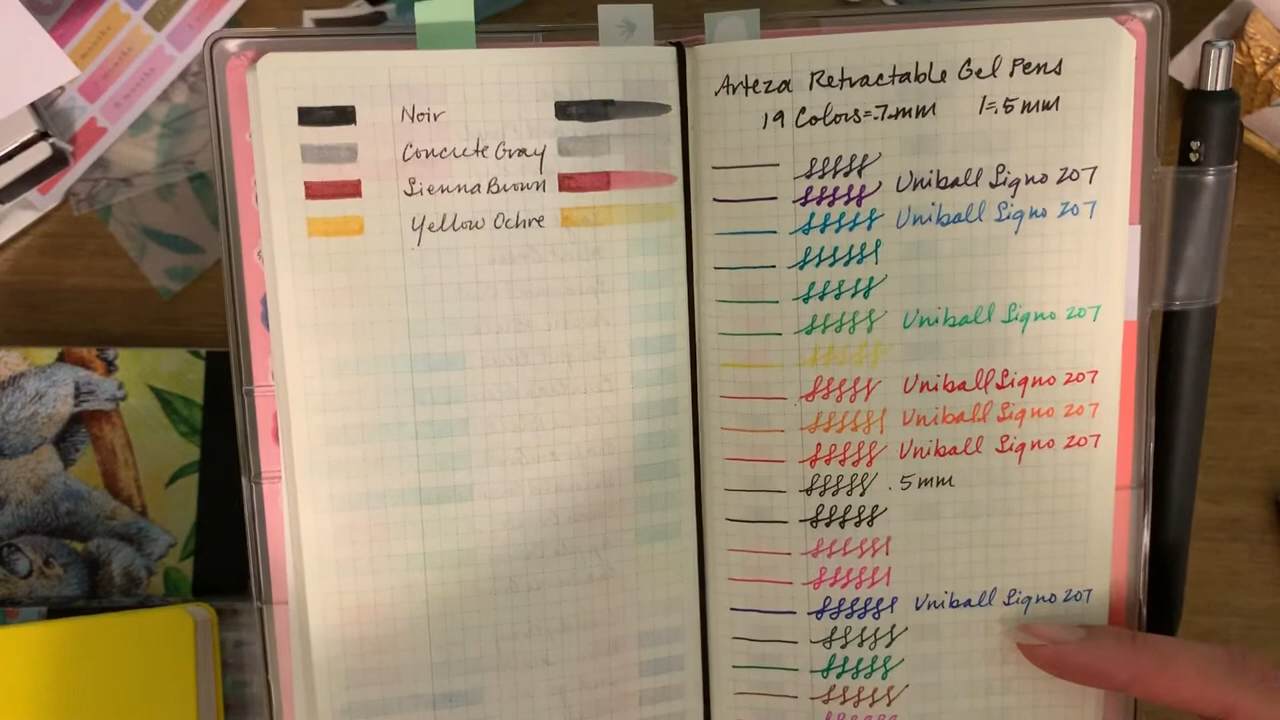 Noir
Concrete Gray
Sienna Brown
Yellow Ochre
Arteza Retractable Gel Pens
19 Colors=.7mm 1=.5mm
Uniball Signo 207
Uniball Signo 207
Uniball Signo 207
Uniball Signo 207
Uniball Signo 207
Uniball Signo 207
.5mm
Uniball Signo 207